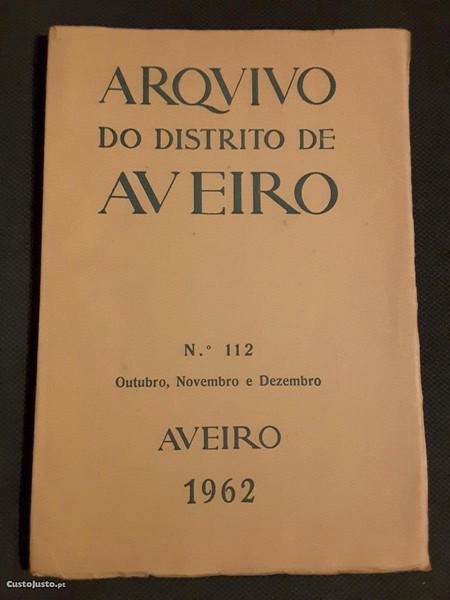 ARQVIVO
DO DISTRITO DE
AVEIRO
N.º 112
Outubro, Novembro e Dezembro
AVEIRO
1962
CustoJusto.pt